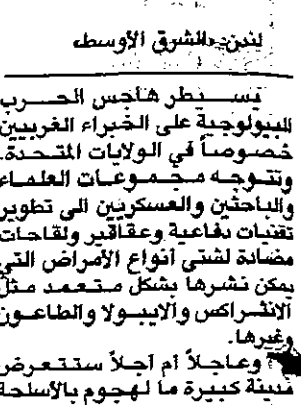 لندن: «الشرق الأوسط»
يسيطر هاجس الحرب
البيولوجية على الخبراء الغربيين
خصوصاً في الولايات المتحدة.
وتتوجه مجموعات العلماء
والباحثين والعسكريين الى تطوير
تقنيات دفاعية وعقاقير ولقاحات
مضادة لشتى أنواع الأمراض التي
يمكن نشرها بشكل متعمد مثل
الانثراكس والايبولا والطاعون
وغيرها.
وعاجلاً أم آجلاً ستتعرض
مدينة كبيرة ما لهجوم بالأسلحة